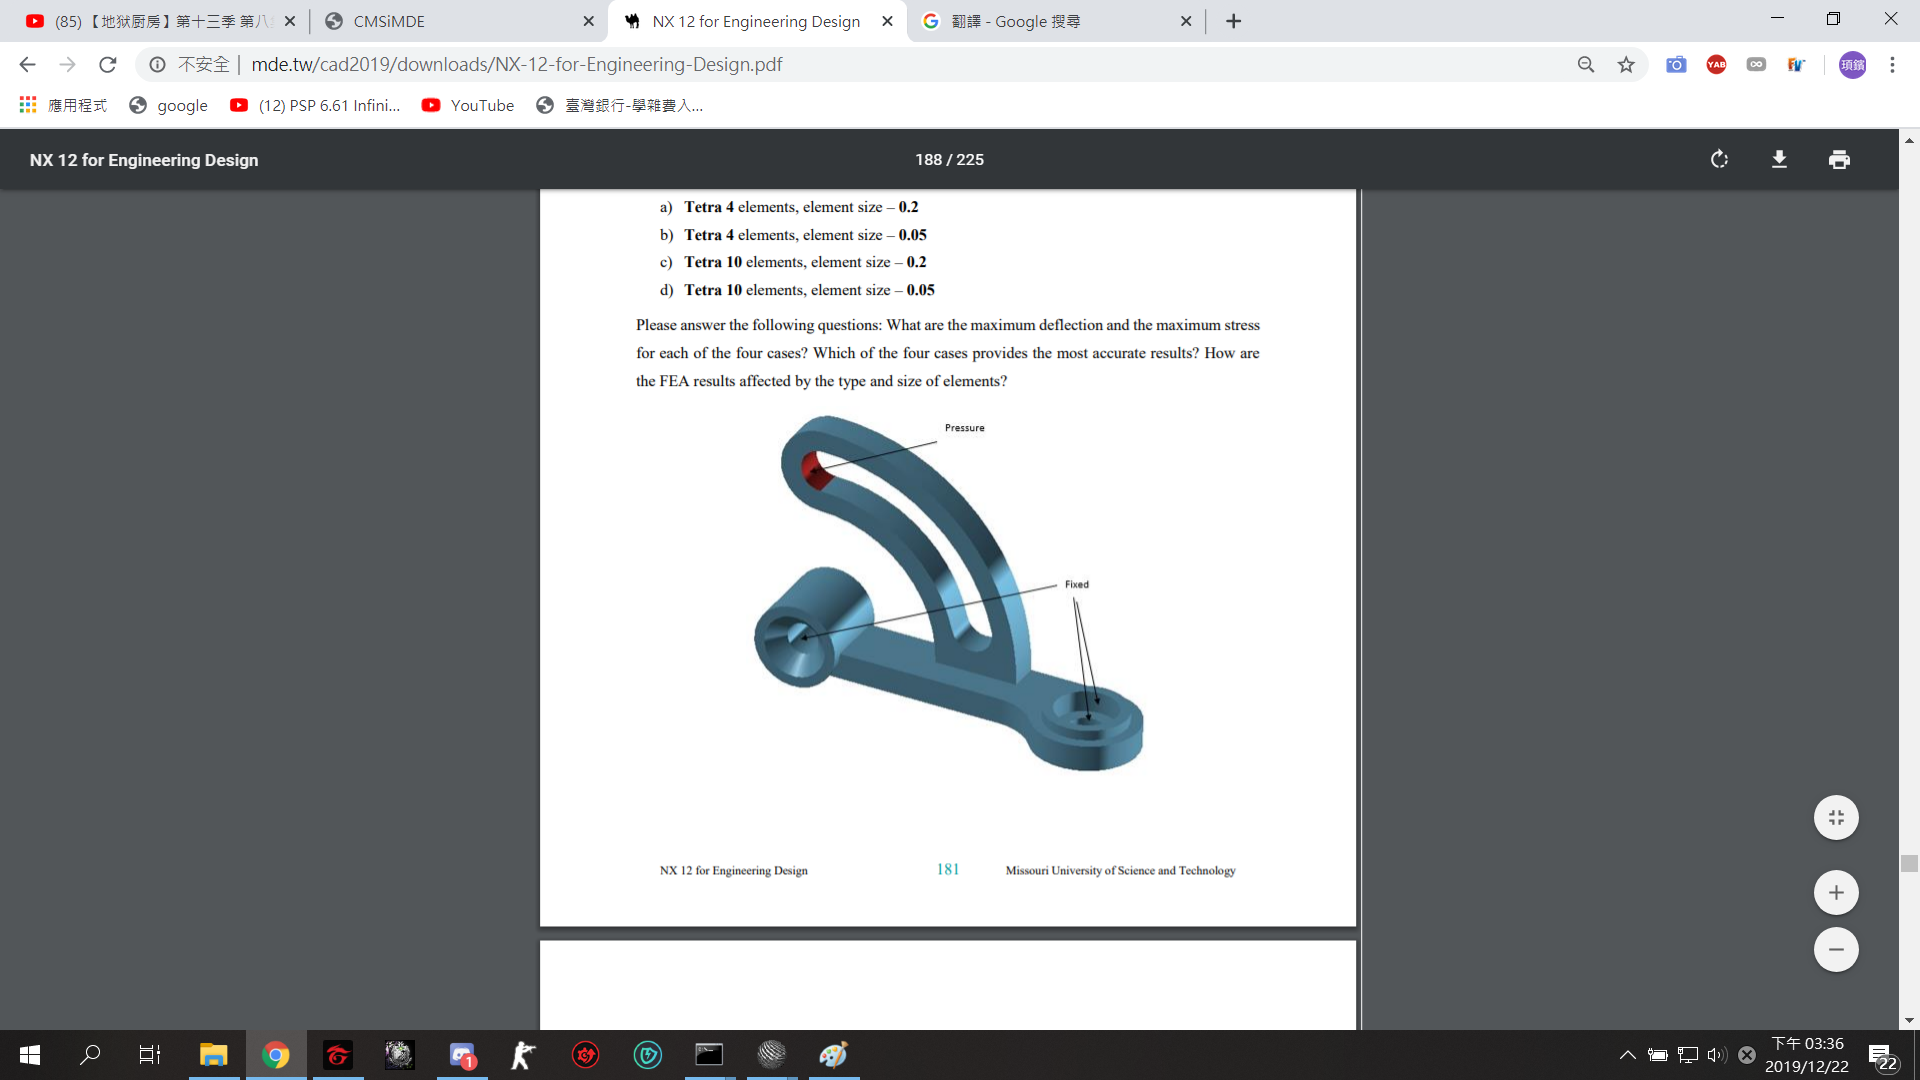 (85)【地狱厨房】第十三季 第八
CMSiMDE
NX 12 for Engineering Design
翻譯 - Google 搜尋
不安全 | mde.tw/cad2019/downloads/NX-12-for-Engineering-Design.pdf
YAB
項鑌
應用程式
google
(12) PSP 6.61 Infini...
YouTube
臺灣銀行-學雜費入...
NX 12 for Engineering Design
188 / 225
a) Tetra 4 elements, element size – 0.2
b) Tetra 4 elements, element size – 0.05
c) Tetra 10 elements, element size – 0.2
d) Tetra 10 elements, element size – 0.05
Please answer the following questions: What are the maximum deflection and the maximum stress
for each of the four cases? Which of the four cases provides the most accurate results? How are
the FEA results affected by the type and size of elements?
Pressure
Fixed
NX 12 for Engineering Design
181
Missouri University of Science and Technology
1
下午 03:36
2019/12/22
22